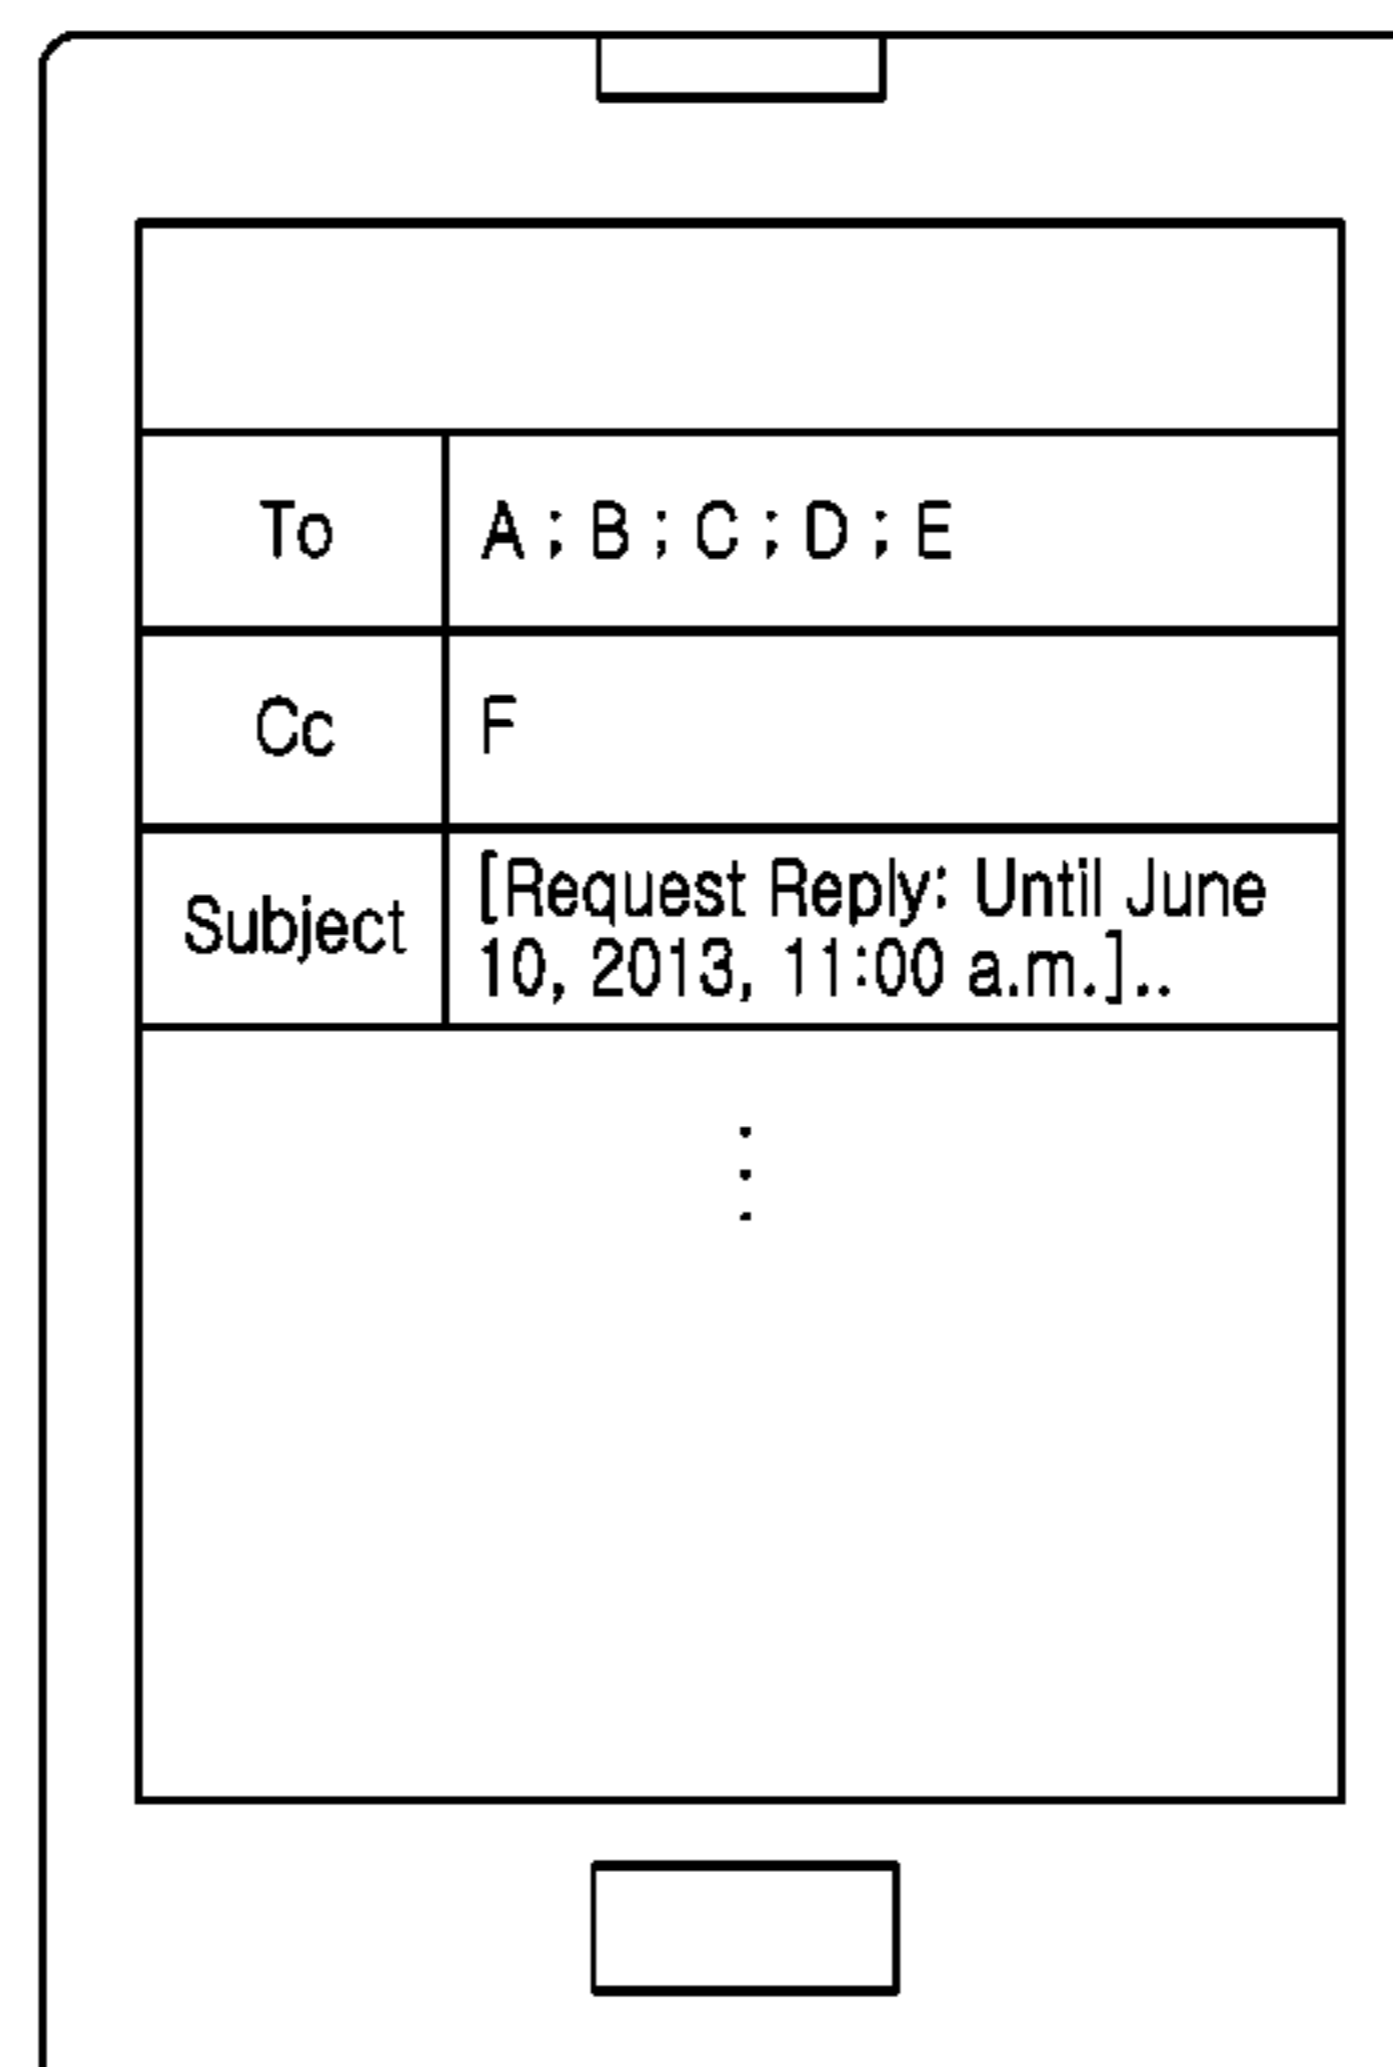 To A ; B ; C ; D ; E
Cc F
Subject [Request Reply: Until June
10, 2013, 11:00 a.m.]..